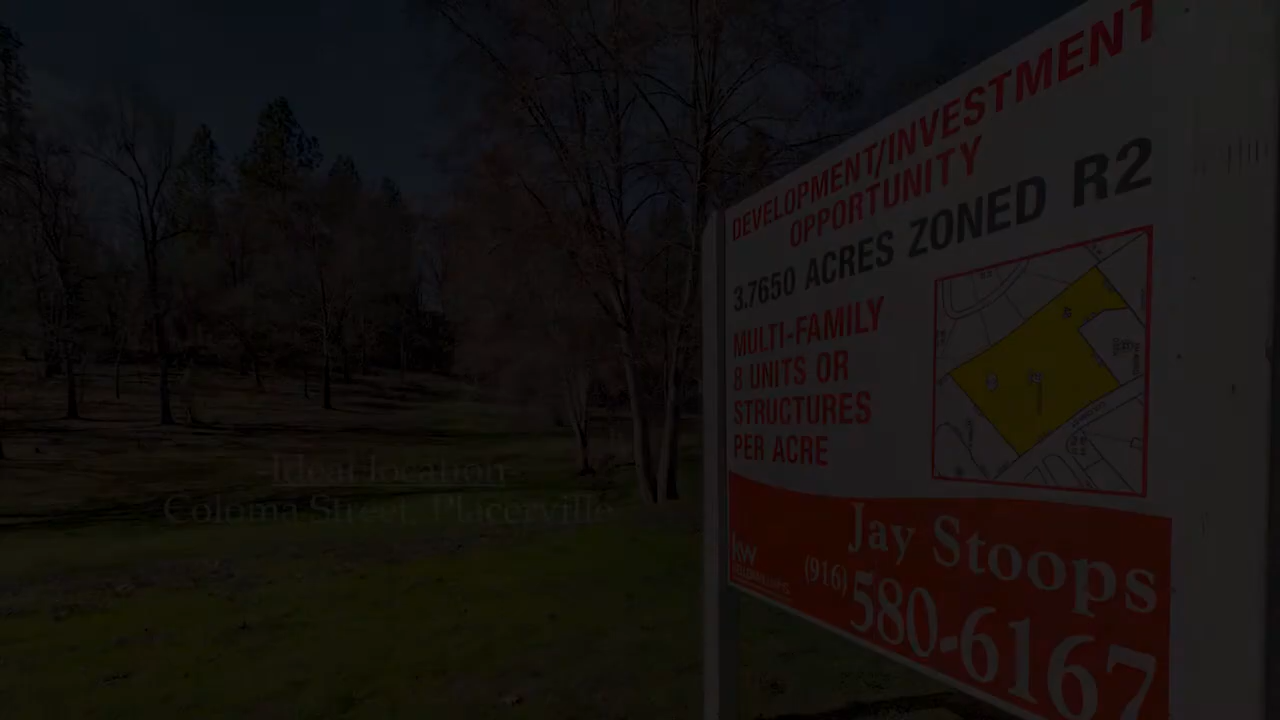 DEVELOPMENT/INVESTMENT
OPPORTUNITY
3.7650 ACRES ZONED R2
MULTI-FAMILY
8 UNITS OR
STRUCTURES
PER ACRE
Jay Stoops
kw
(916) 580-6167
Ideal location
Coloma Street, Placerville